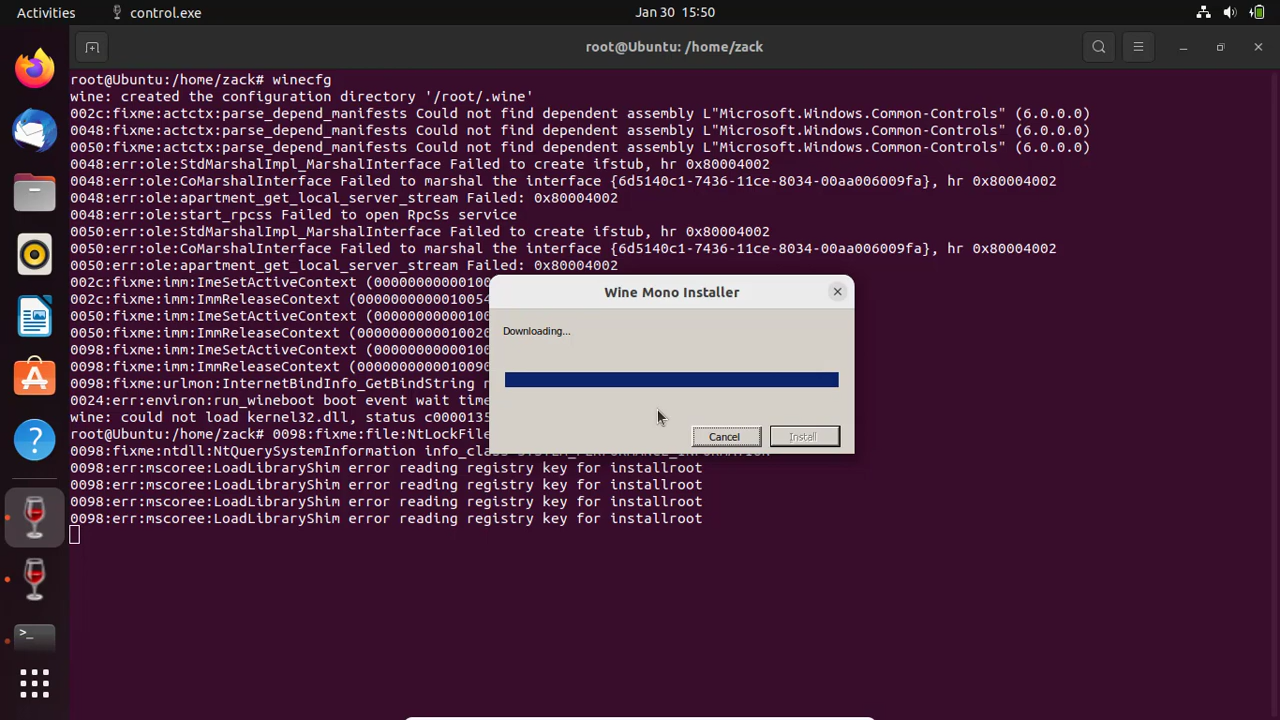 Activities
control.exe
Jan 30 15:50
root@Ubuntu: /home/zack
root@Ubuntu:/home/zack# winecfg
wine: created the configuration directory '/root/.wine'
002c:fixme:actctx:parse_depend_manifests Could not find dependent assembly L"Microsoft.Windows.Common-Controls" (6.0.0.0)
0048:fixme:actctx:parse_depend_manifests Could not find dependent assembly L"Microsoft.Windows.Common-Controls" (6.0.0.0)
0050:fixme:actctx:parse_depend_manifests Could not find dependent assembly L"Microsoft.Windows.Common-Controls" (6.0.0.0)
0048:err:ole:StdMarshalImpl_MarshalInterface Failed to create ifstub, hr 0x80004002
0048:err:ole:CoMarshalInterface Failed to marshal the interface {6d5140c1-7436-11ce-8034-00aa006009fa}, hr 0x80004002
0048:err:ole:apartment_get_local_server_stream Failed: 0x80004002
0048:err:ole:start_rpcss Failed to open RpcSs service
0050:err:ole:StdMarshalImpl_MarshalInterface Failed to create ifstub, hr 0x80004002
0050:err:ole:CoMarshalInterface Failed to marshal the interface {6d5140c1-7436-11ce-8034-00aa006009fa}, hr 0x80004002
0050:err:ole:apartment_get_local_server_stream Failed: 0x80004002
002c:fixme:imm:ImeSetActiveContext (000000000000100
002c:fixme:imm:ImmReleaseContext (0000000000010054
0050:fixme:imm:ImeSetActiveContext (000000000000100
0050:fixme:imm:ImmReleaseContext (0000000000010020
0098:fixme:imm:ImeSetActiveContext (000000000000100
0098:fixme:imm:ImmReleaseContext (0000000000010090
0098:fixme:urlmon:InternetBindInfo_GetBindString
0024:err:environ:run_wineboot boot event wait time
wine: could not load kernel32.dll, status c0000135
root@Ubuntu:/home/zack# 0098:fixme:file:NtLockFile
0098:fixme:ntdll:NtQuerySystemInformation info_class SYSTEM_PERFORMANCE_INFORMATION
0098:err:mscoree:LoadLibraryShim error reading registry key for installroot
0098:err:mscoree:LoadLibraryShim error reading registry key for installroot
0098:err:mscoree:LoadLibraryShim error reading registry key for installroot
0098:err:mscoree:LoadLibraryShim error reading registry key for installroot
Wine Mono Installer
Downloading...
Cancel
Install